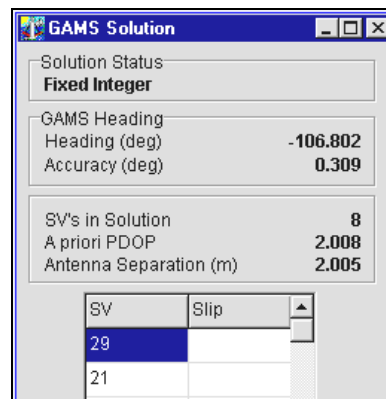 GAMS Solution
Solution Status
Fixed Integer
GAMS Heading
Heading (deg) -106.802
Accuracy (deg) 0.309
SV's in Solution 8
A priori PDOP 2.008
Antenna Separation (m) 2.005
SV Slip
29
21